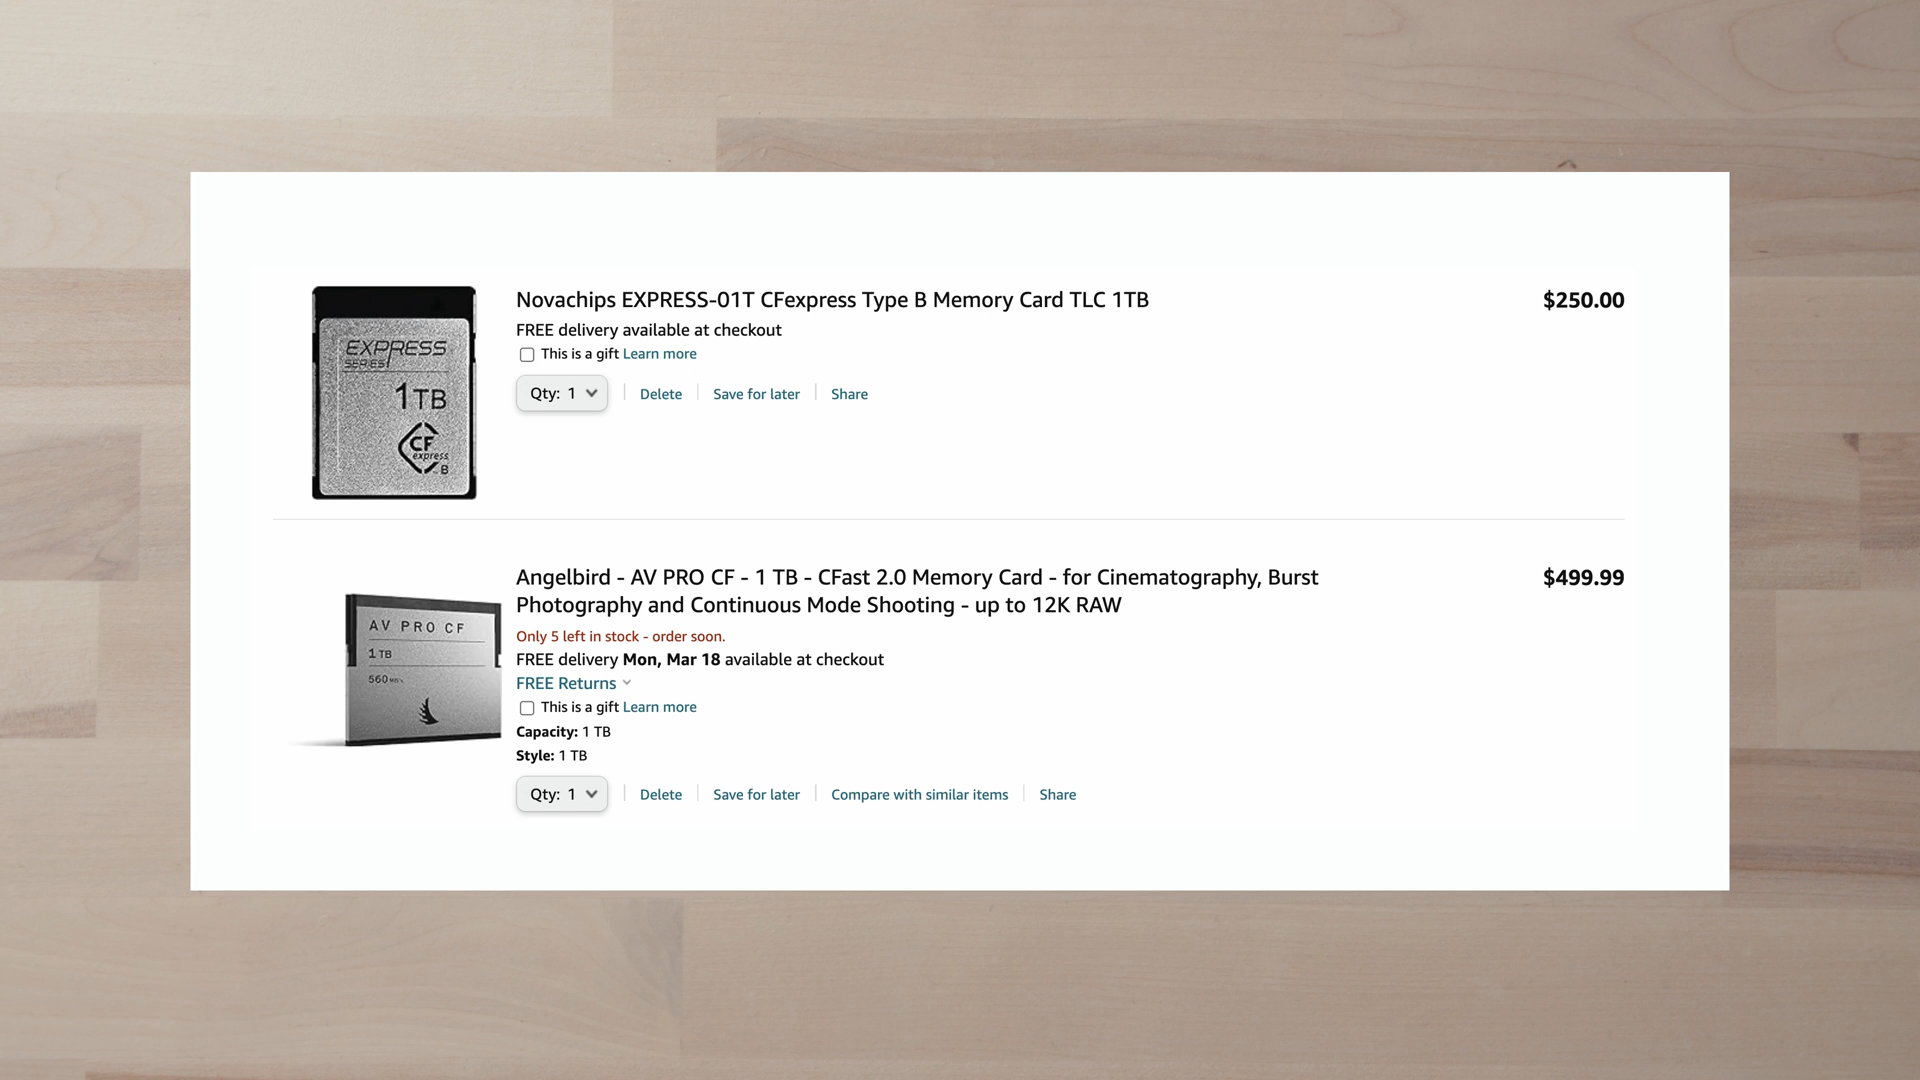 EXPRESS
SERIES
1TB
CF
express
B
Novachips EXPRESS-01T CFexpress Type B Memory Card TLC 1TB
$250.00
FREE delivery available at checkout
This is a gift Learn more
Qty: 1
Delete
Save for later
Share
AV PRO CF
1 TB
560 MB/s
Angelbird - AV PRO CF - 1 TB - CFast 2.0 Memory Card - for Cinematography, Burst
Photography and Continuous Mode Shooting - up to 12K RAW
$499.99
Only 5 left in stock - order soon.
FREE delivery Mon, Mar 18 available at checkout
FREE Returns
This is a gift Learn more
Capacity: 1 TB
Style: 1 TB
Qty: 1
Delete
Save for later
Compare with similar items
Share